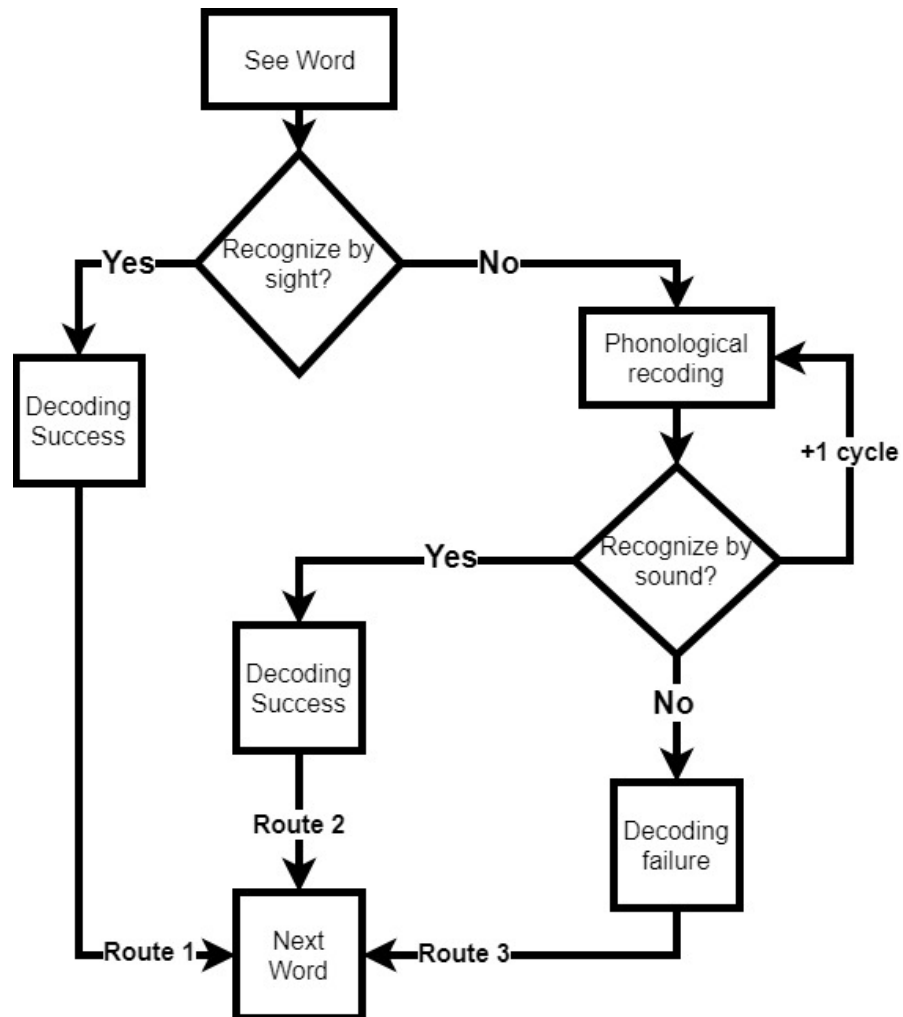 See Word
Recognize by
sight?
Yes
No
Decoding
Success
Phonological
recoding
+1 cycle
Recognize by
sound?
Yes
Decoding
Success
No
Route 2
Decoding
failure
Route 1
Next
Word
Route 3